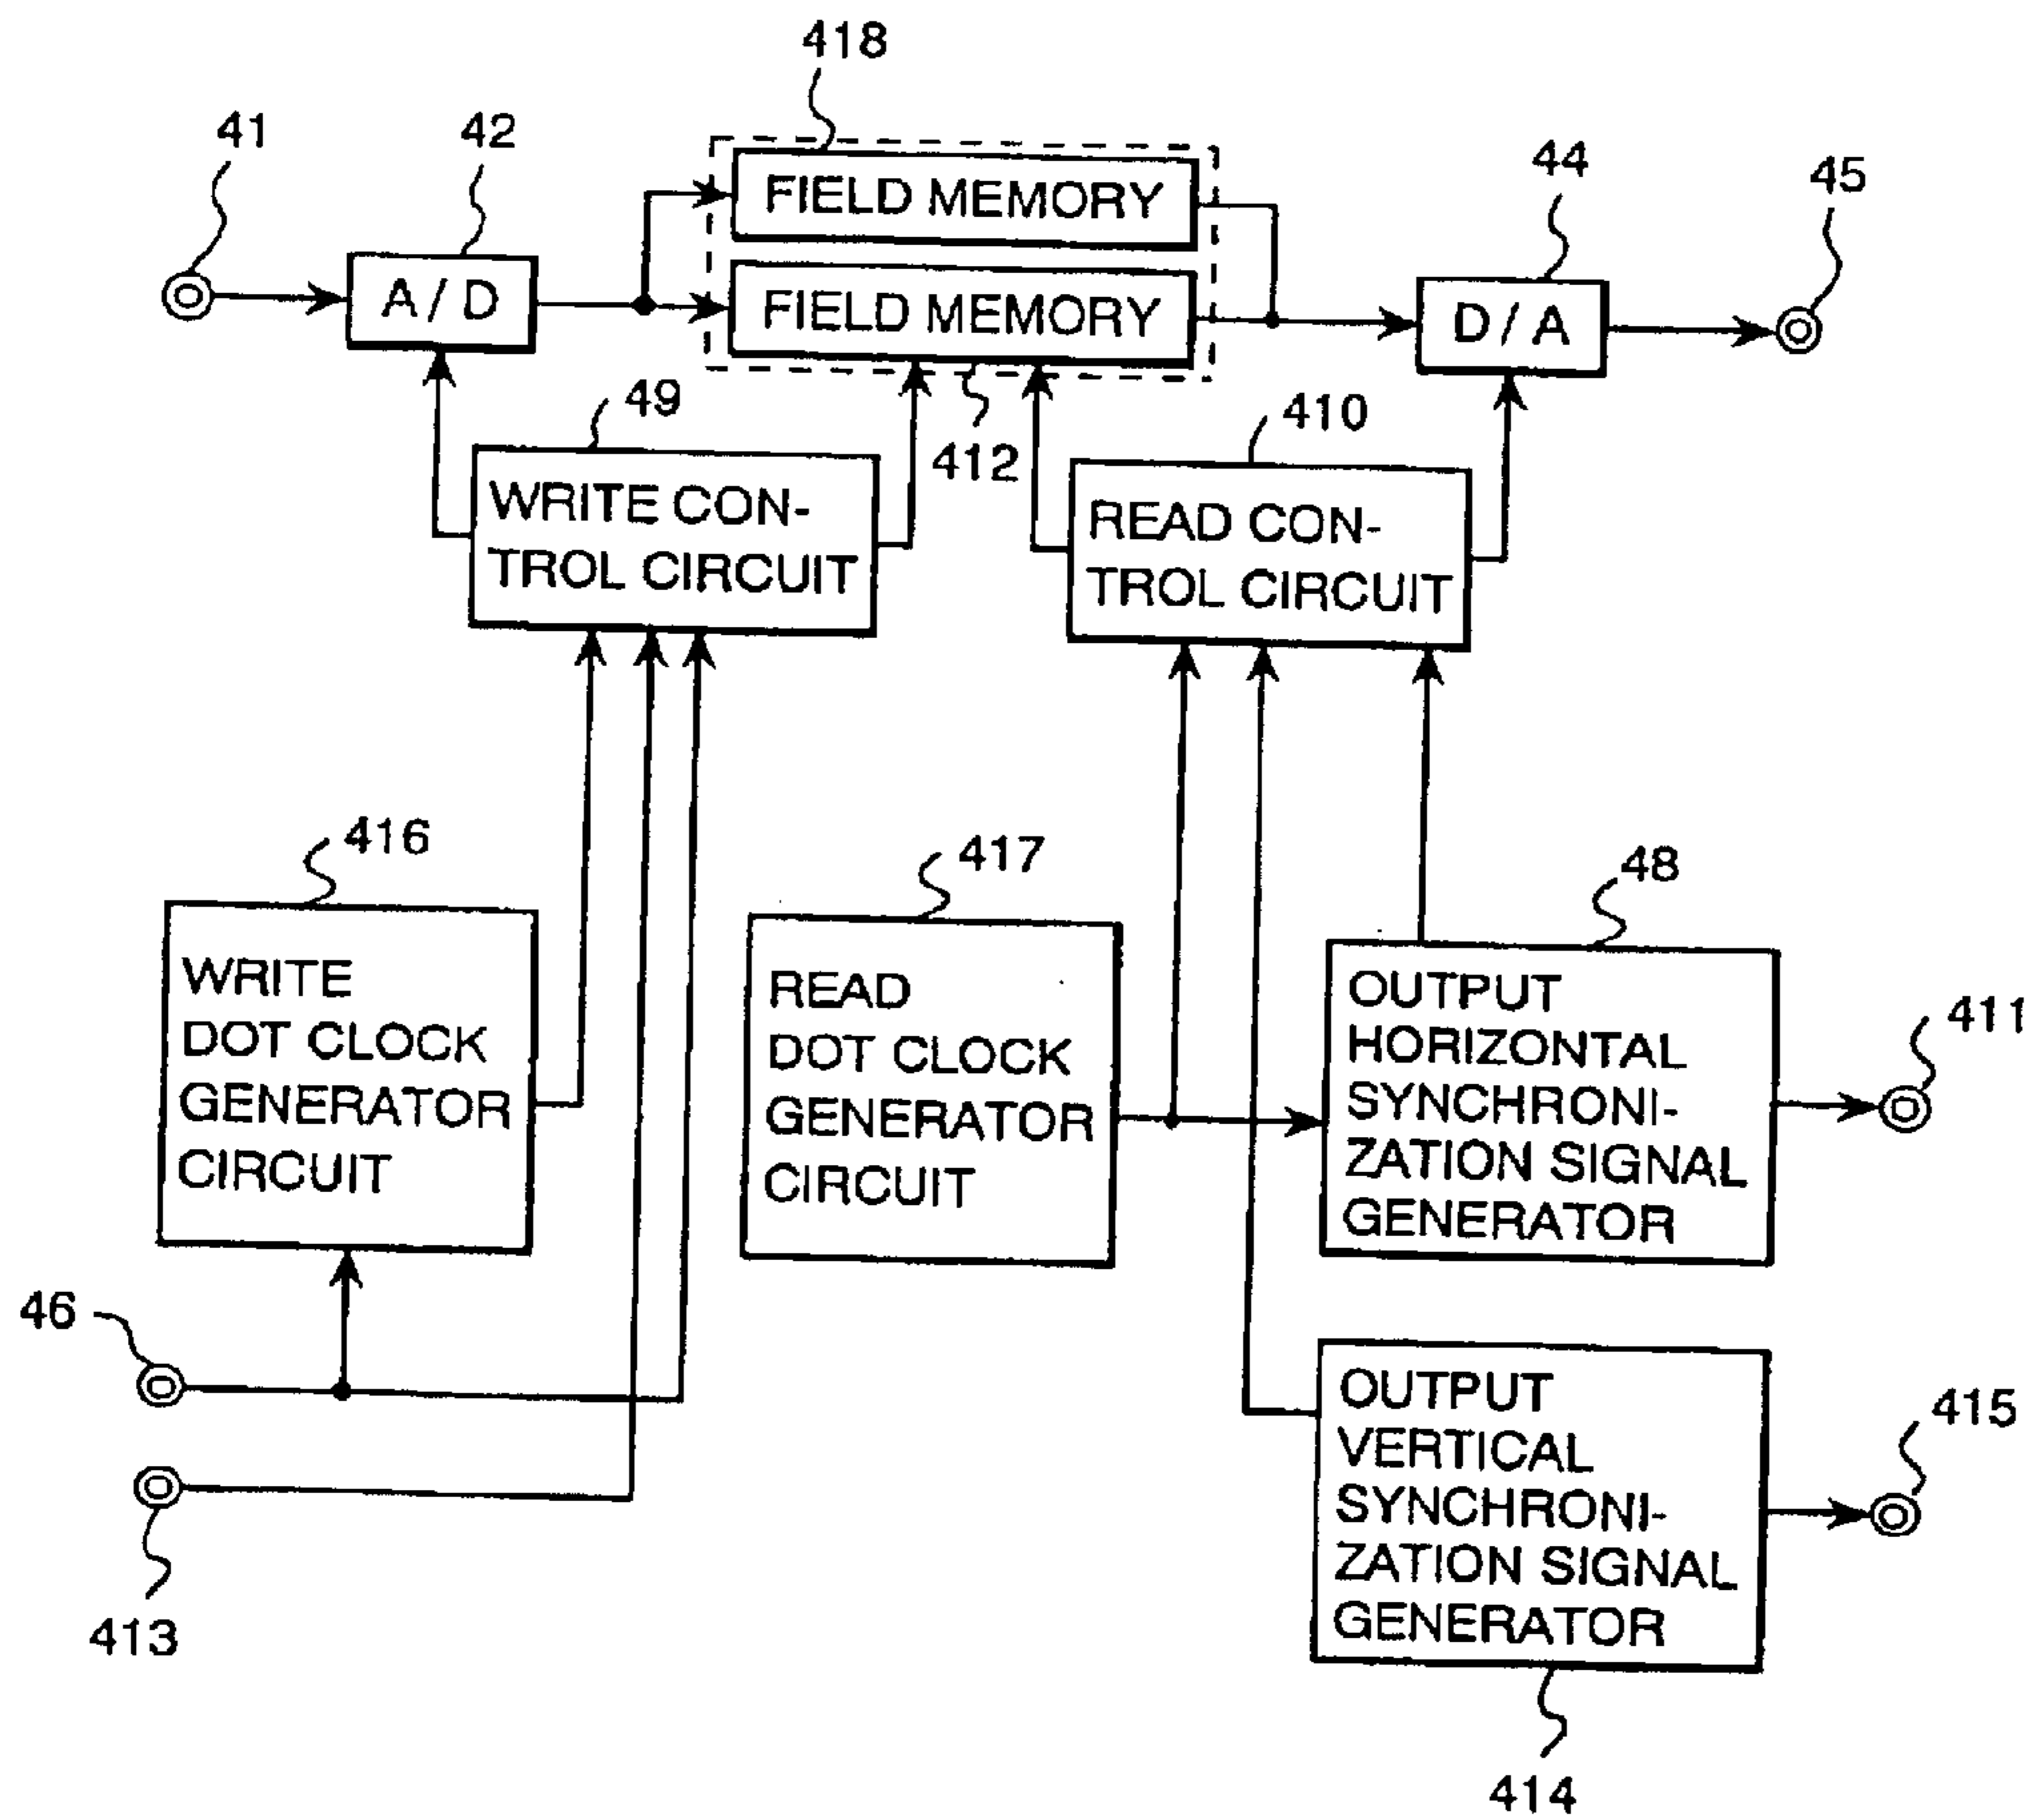 418
41
42
44
45
FIELD MEMORY
A/D
FIELD MEMORY
D/A
49
412
410
WRITE CON-
TROL CIRCUIT
READ CON-
TROL CIRCUIT
416
417
48
WRITE
DOT CLOCK
GENERATOR
CIRCUIT
READ
DOT CLOCK
GENERATOR
CIRCUIT
OUTPUT
HORIZONTAL
SYNCHRONI-
ZATION SIGNAL
GENERATOR
411
46
OUTPUT
VERTICAL
SYNCHRONI-
ZATION SIGNAL
GENERATOR
415
413
414